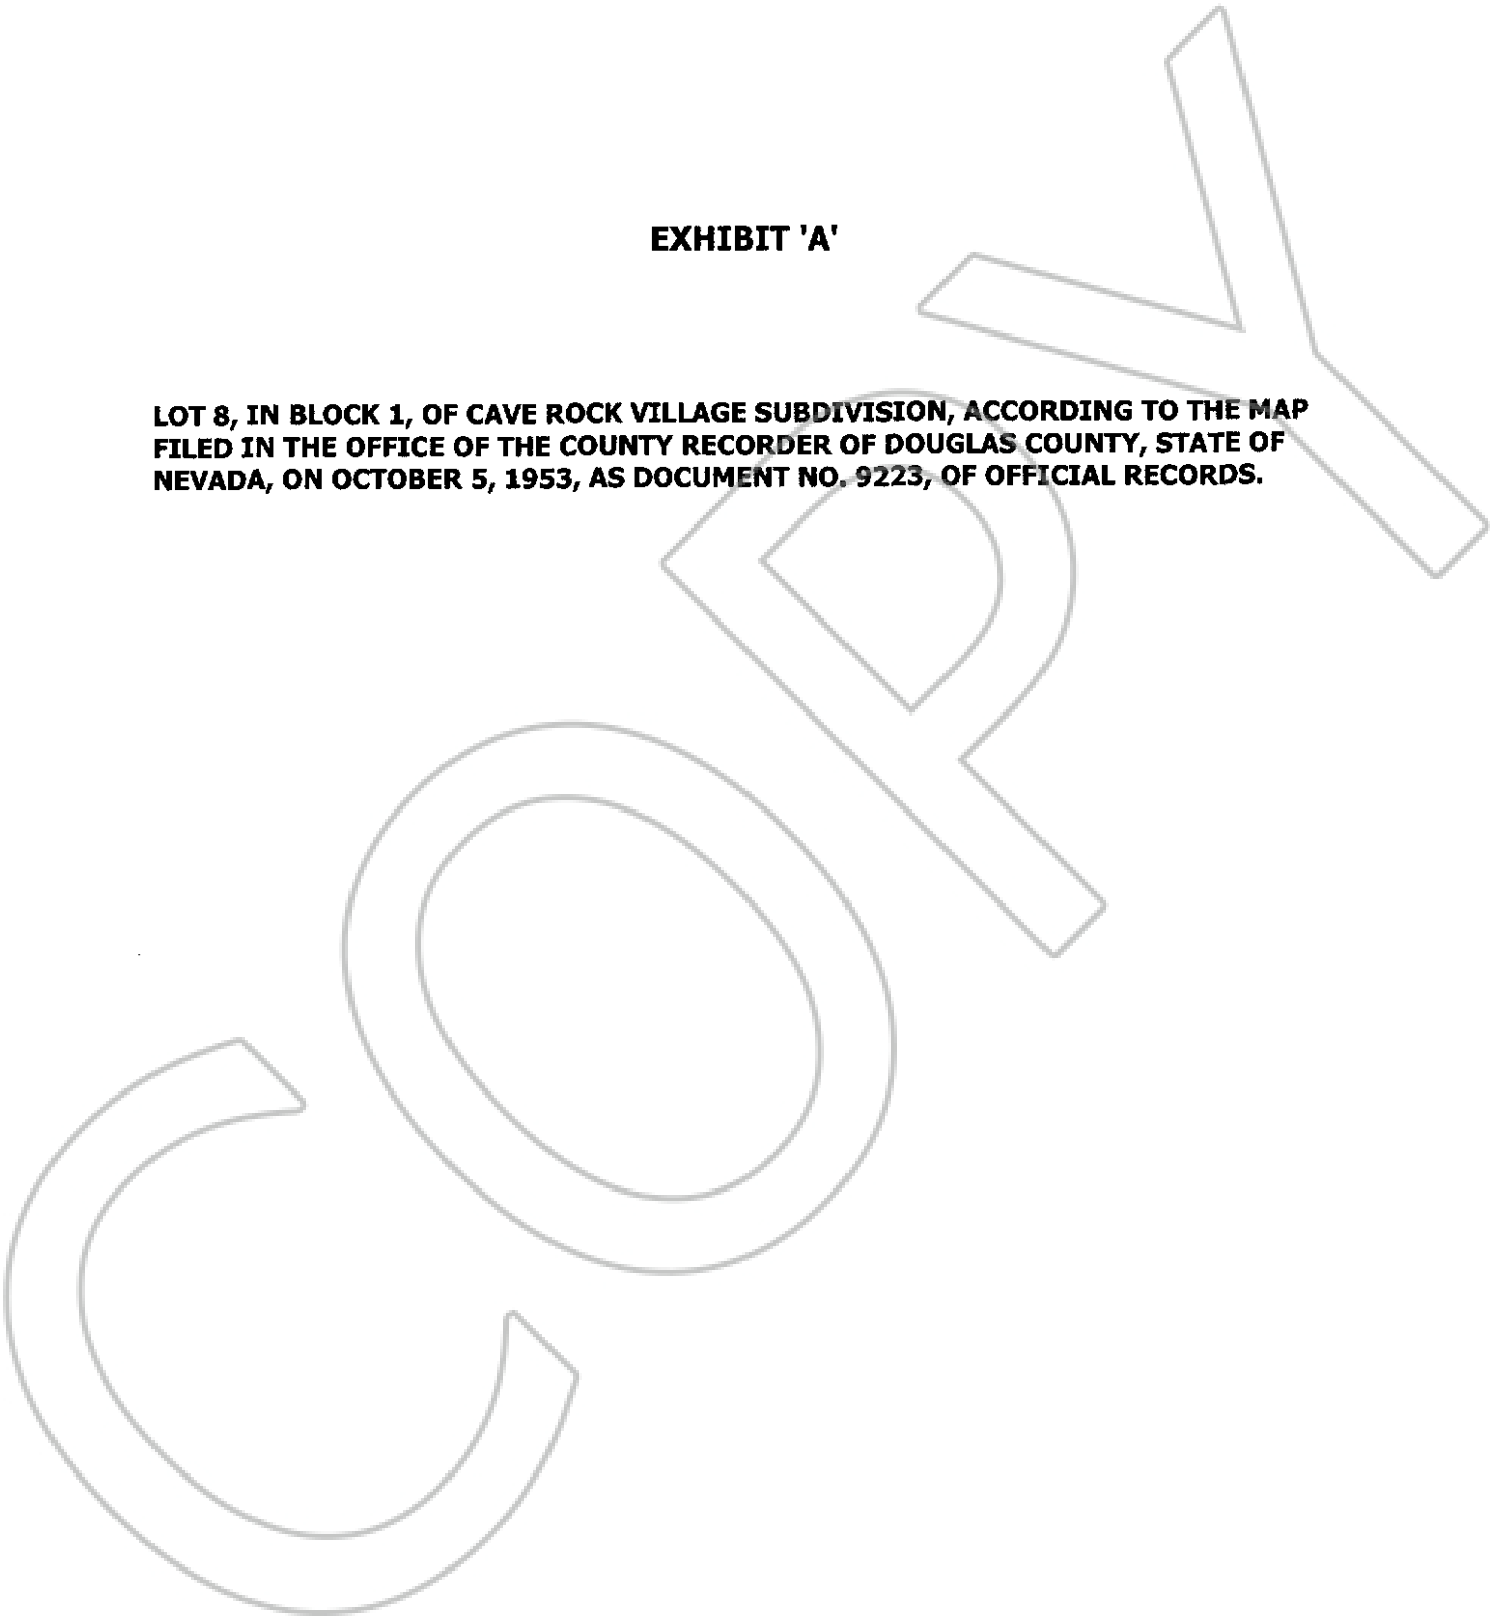 EXHIBIT 'A'
LOT 8, IN BLOCK 1, OF CAVE ROCK VILLAGE SUBDIVISION, ACCORDING TO THE MAP
FILED IN THE OFFICE OF THE COUNTY RECORDER OF DOUGLAS COUNTY, STATE OF
NEVADA, ON OCTOBER 5, 1953, AS DOCUMENT NO. 9223, OF OFFICIAL RECORDS.
COPY